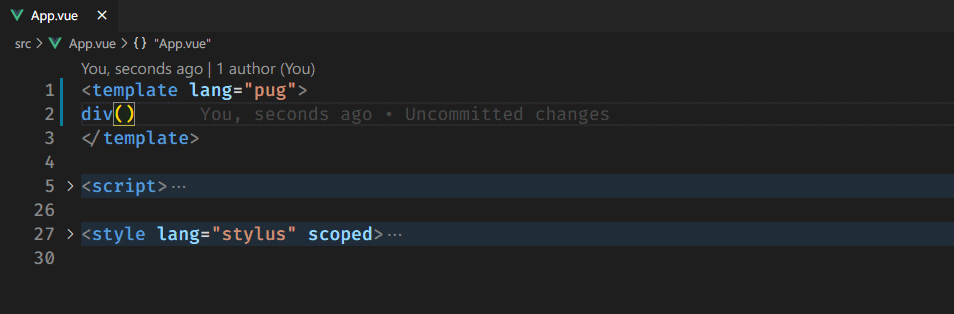 App.vue ×
src > App.vue > {} "App.vue"
You, seconds ago | 1 author (You)
1 <template lang="pug">
2 div() You, seconds ago • Uncommitted changes
3 </template>
4
5 > <script>···
26
27 > <style lang="stylus" scoped>···
30